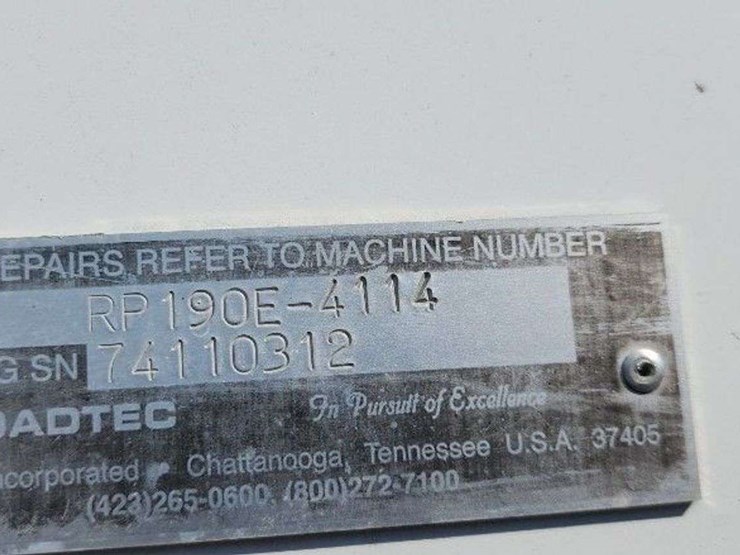 EPAIRS, REFER TO MACHINE NUMBER
RP190E-4114
G SN 74110312
OADTEC In Pursuit of Excellence
ncorporated • Chattanooga, Tennessee U.S.A. 37405
(423)265-0600 (800)272-7100